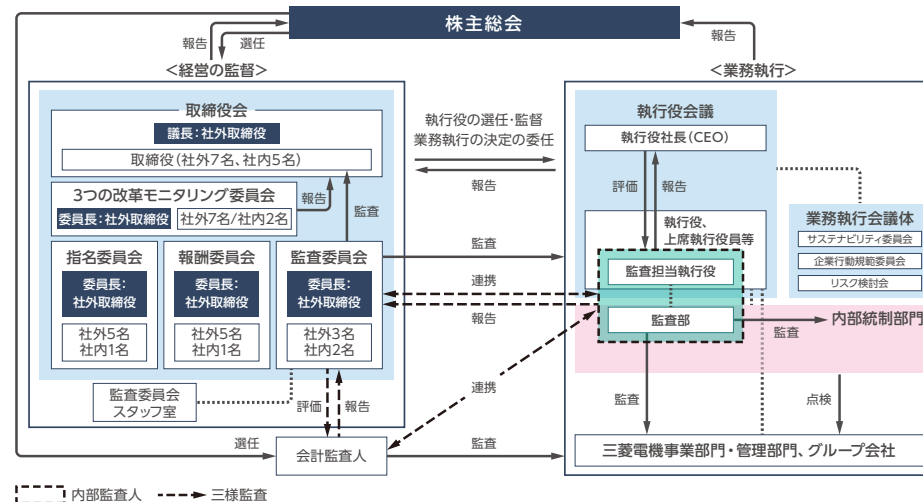 株主総会
報告
選任
報告
<経営の監督>
<業務執行>
取締役会
議長:社外取締役
取締役(社外7名、社内5名)
3つの改革モニタリング委員会
委員長:社外取締役
社外7名/社内2名
報告
監査
指名委員会
委員長:
社外取締役
社外5名
社内1名
報酬委員会
委員長:
社外取締役
社外5名
社内1名
監査委員会
委員長:
社外取締役
社外3名
社内2名
監査委員会
スタッフ室
評価
報告
選任
会計監査人
監査
執行役の選任・監督
業務執行の決定の委任
報告
監査
連携
報告
連携
執行役会議
執行役社長(CEO)
評価
報告
執行役、
上席執行役員等
監査担当執行役
監査部
業務執行会議体
サステナビリティ委員会
企業行動規範委員会
リスク検討会
内部統制部門
監査
監査
点検
三菱電機事業部門・管理部門、グループ会社
内部監査人
三様監査